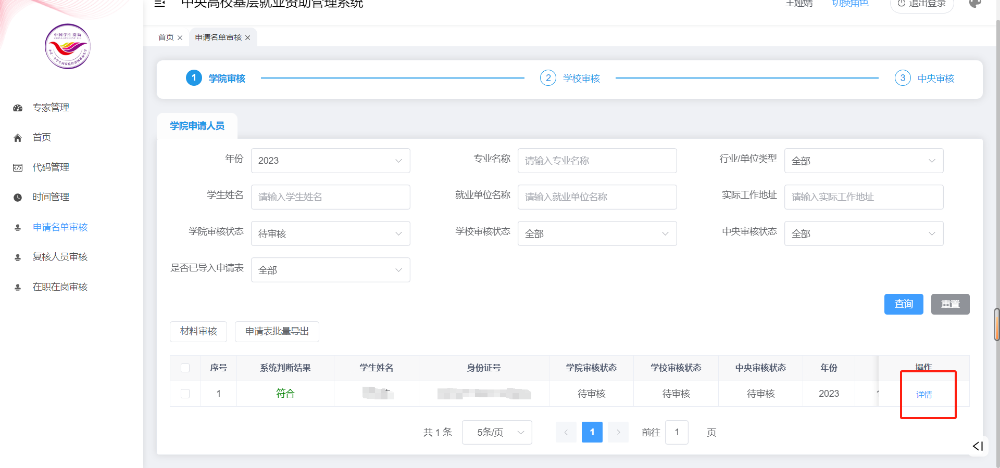 中央高校基层就业资助管理系统
王娅婧 切换角色 退出登录
中国学生资助
CHINA STUDENT AID
首页 申请名单审核
1 学院审核 2 学校审核 3 中央审核
专家管理
首页
代码管理
时间管理
申请名单审核
复核人员审核
在职在岗审核
学院申请人员
年份 2023 专业名称 请输入专业名称 行业/单位类型 全部
学生姓名 请输入学生姓名 就业单位名称 请输入就业单位名称 实际工作地址 请输入实际工作地址
学院审核状态 待审核 学校审核状态 全部 中央审核状态 全部
是否已导入申请表 全部
查询 重置
材料审核 申请表批量导出
序号 系统判断结果 学生姓名 身份证号 学院审核状态 学校审核状态 中央审核状态 年份 操作
1 符合 待审核 待审核 待审核 2023 详情
共 1 条 5条/页 1 前往 1 页